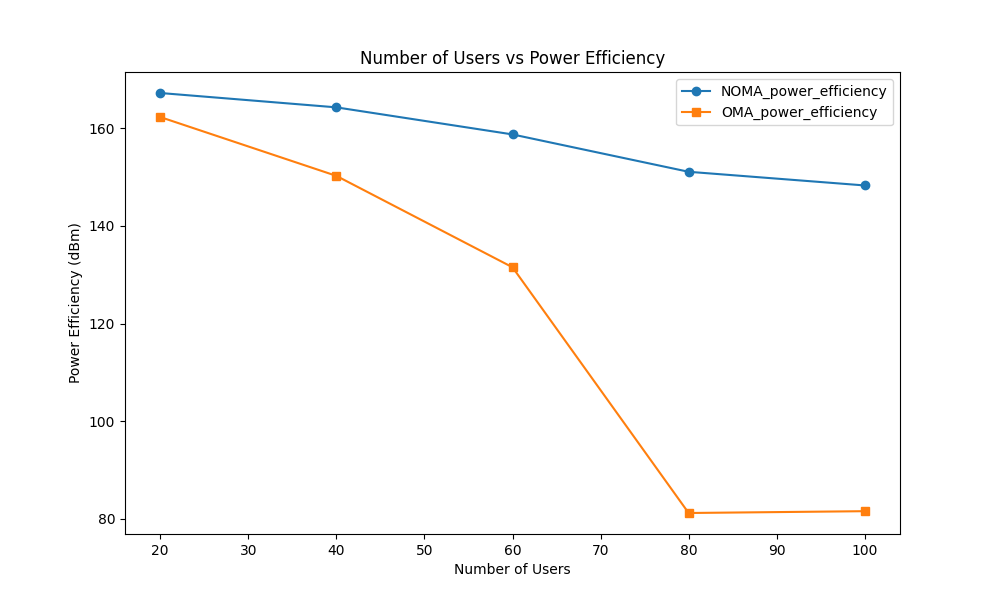 Number of Users vs Power Efficiency
NOMA_power_efficiency
OMA_power_efficiency
Power Efficiency (dBm)
160
140
120
100
80
20 30 40 50 60 70 80 90 100
Number of Users